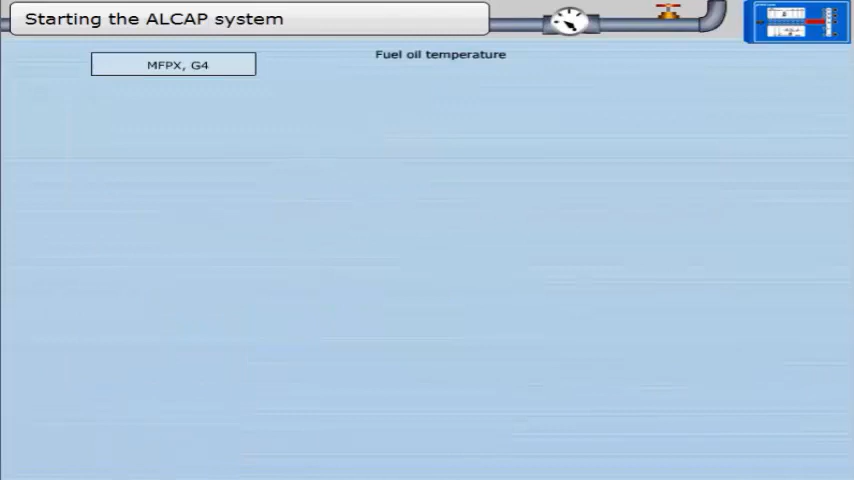 Starting the ALCAP system
Fuel oil temperature
MFPX, G4